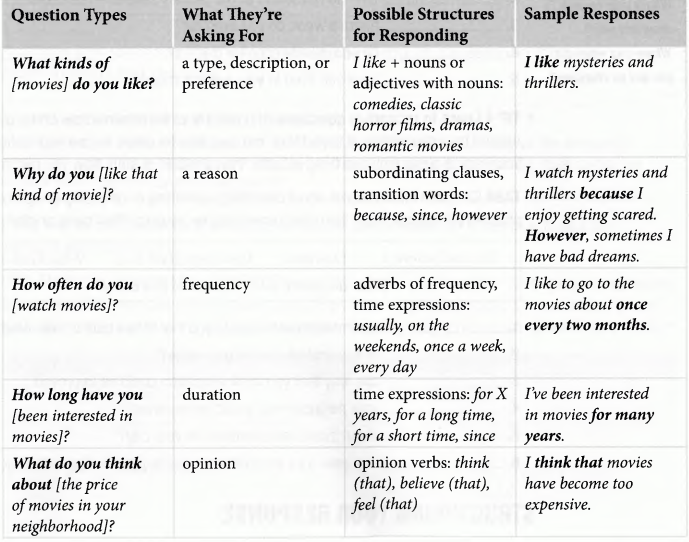 Question Types
What They're
Asking For
Possible Structures
for Responding
Sample Responses
What kinds of
[movies] do you like?
a type, description, or
preference
I like + nouns or
adjectives with nouns:
comedies, classic
horror films, dramas,
romantic movies
I like mysteries and
thrillers.
Why do you [like that
kind of movie]?
a reason
subordinating clauses,
transition words:
because, since, however
I watch mysteries and
thrillers because I
enjoy getting scared.
However, sometimes I
have bad dreams.
How often do you
[watch movies]?
frequency
adverbs of frequency,
time expressions:
usually, on the
weekends, once a week,
every day
I like to go to the
movies about once
every two months.
How long have you
[been interested in
movies]?
duration
time expressions: for X
years, for a long time,
for a short time, since
I've been interested
in movies for many
years.
What do you think
about [the price
of movies in your
neighborhood]?
opinion
opinion verbs: think
(that), believe (that),
feel (that)
I think that movies
have become too
expensive.